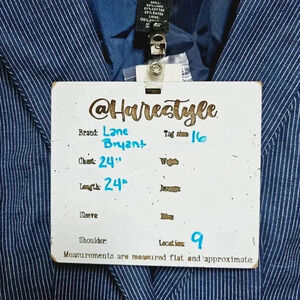 @Harestyle
Brand: Lane Bryant Tag size: 16
Chest: 24" Waist:
Length: 24" Inseam:
Sleeve Rise:
Shoulder: Location: 9
Measurements are measured flat and approximate